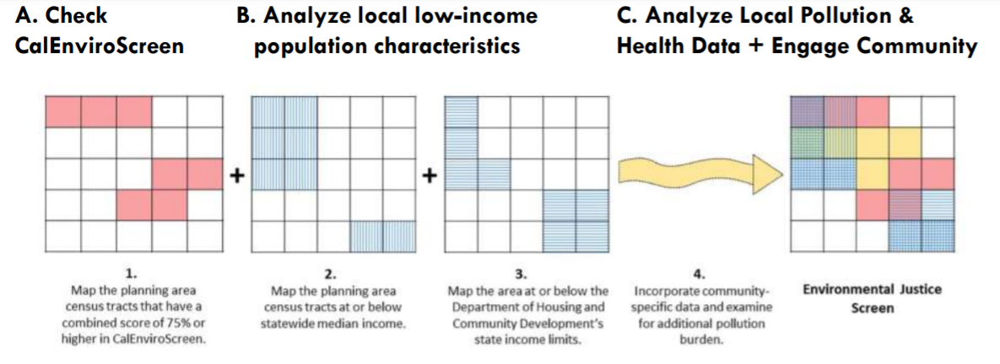 A. Check
CalEnviroScreen
B. Analyze local low-income
population characteristics
C. Analyze Local Pollution &
Health Data + Engage Community
+
+
1.
Map the planning area
census tracts that have a
combined score of 75% or
higher in CalEnviroScreen.
2.
Map the planning area
census tracts at or below
statewide median income.
3.
Map the area at or below the
Department of Housing and
Community Development's
state income limits.
4.
Incorporate community-
specific data and examine
for additional pollution
burden.
Environmental Justice
Screen